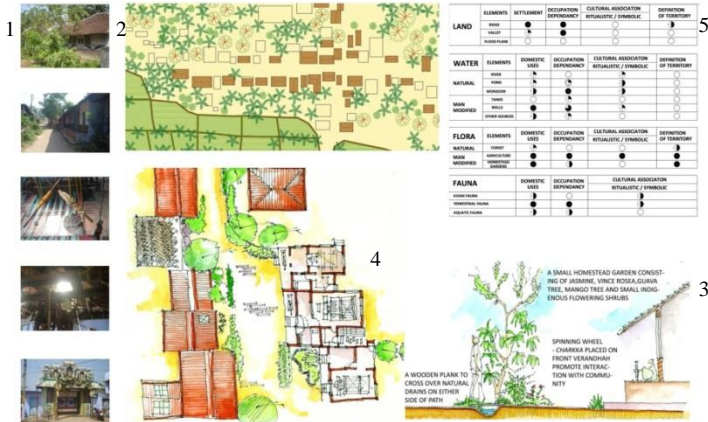 1
2
5
ELEMENTS SETTLEMENT OCCUPATION DEPENDANCY CULTURAL ASSOCIATON RITUALISTIC / SYMBOLIC DEFINITION OF TERRITORY
LAND
RIDGE
VALLEY
FLOOD PLANE
WATER ELEMENTS DOMESTIC USES OCCUPATION DEPENDANCY CULTURAL ASSOCIATON RITUALISTIC / SYMBOLIC DEFINITION OF TERRITORY
NATURAL
RIVER
POND
MONSOON
MAN MODIFIED
TANKS
WELLS
OTHER SOURCES
FLORA ELEMENTS DOMESTIC USES OCCUPATION DEPENDANCY CULTURAL ASSOCIATON RITUALISTIC / SYMBOLIC DEFINITION OF TERRITORY
NATURAL FOREST
MAN MODIFIED
AGRICULTURE
HOMESTEAD GARDENS
FAUNA ELEMENTS DOMESTIC USES OCCUPATION DEPENDANCY CULTURAL ASSOCIATON RITUALISTIC / SYMBOLIC
AVIAN FAUNA
TERRESTRIAL FAUNA
AQUATIC FAUNA
4
3
A SMALL HOMESTEAD GARDEN CONSIST-
ING OF JASMINE, VINCE ROSEA,GUAVA
TREE, MANGO TREE AND SMALL INDIG-
ENOUS FLOWERING SHRUBS
SPINNING WHEEL
- CHARKKA PLACED ON
FRONT VERANDHAH
PROMOTE INTERAC-
TION WITH COMMU-
NITY
A WOODEN PLANK TO
CROSS OVER NATURAL
DRAINS ON EITHER
SIDE OF PATH